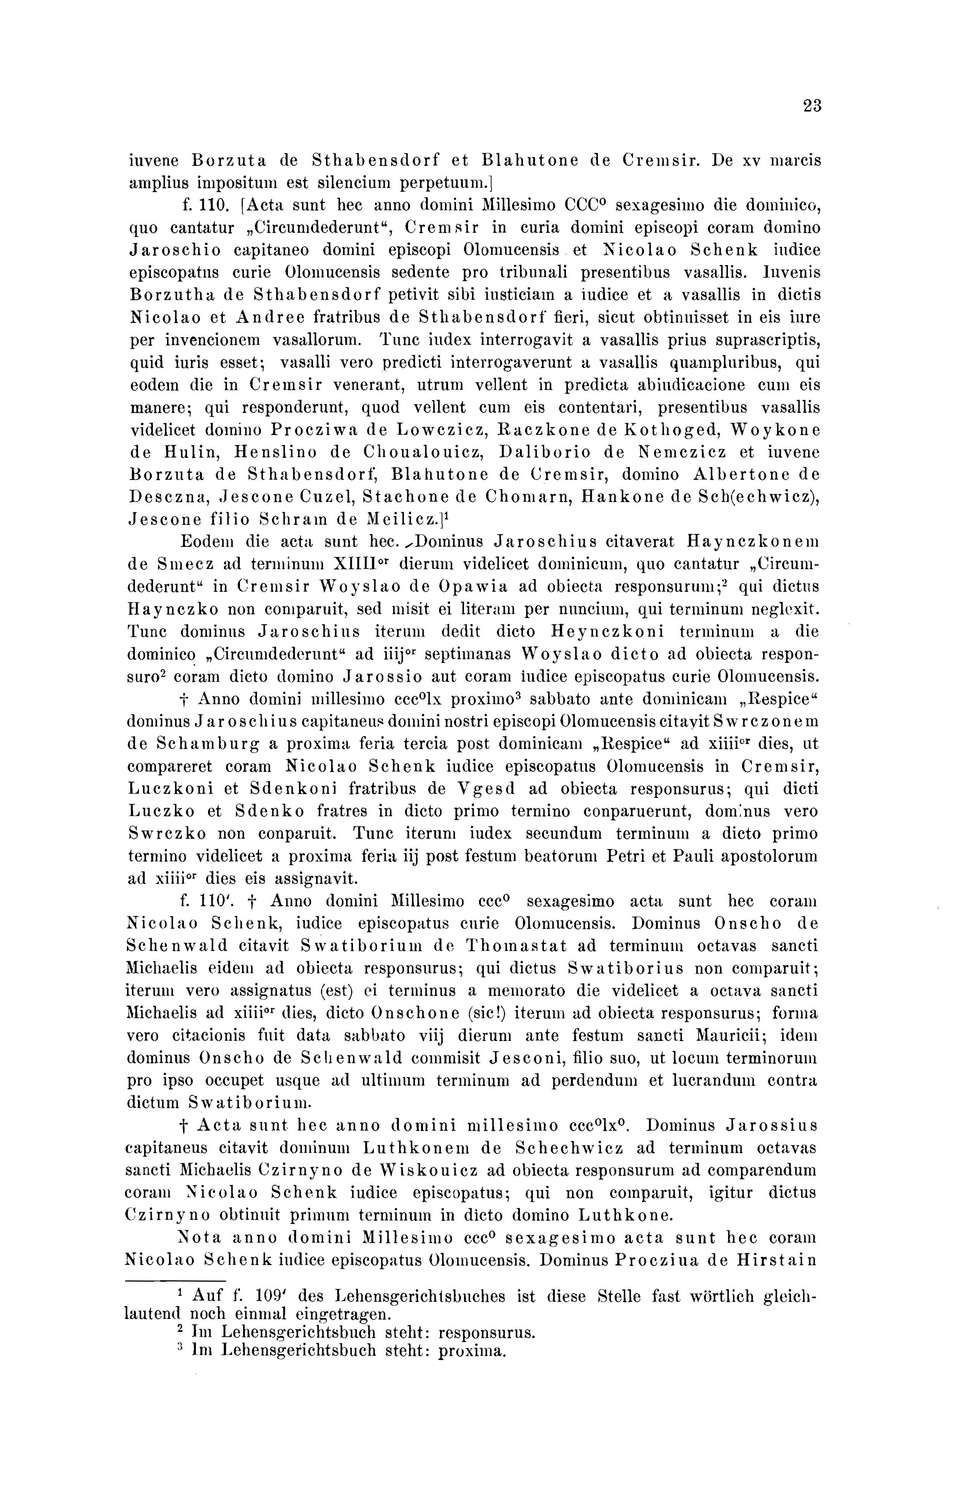 23
iuvene Borzuta de Sthabensdorf et Blahutone de Cremsir. De xv marcis
amplius impositum est silencium perpetuum.]
f. 110. [Acta sunt hec anno domini Millesimo CCCº sexagesimo die dominico,
quo cantatur „Circumdederunt“, Cremsir in curia domini episcopi coram domino
Jaroschio capitaneo domini episcopi Olomucensis et Nicolao Schenk iudice
episcopatus curie Olomucensis sedente pro tribunali presentibus vasallis. Iuvenis
Borzutha de Sthabensdorf petivit sibi iusticiam a iudice et a vasallis in dictis
Nicolao et Andree fratribus de Sthabensdorf fieri, sicut obtinuisset in eis iure
per invencionem vasallorum. Tunc iudex interrogavit a vasallis prius suprascriptis,
quid iuris esset; vasalli vero predicti interrogaverunt a vasallis quampluribus, qui
eodem die in Cremsir venerant, utrum vellent in predicta abiudicacione cum eis
manere; qui responderunt, quod vellent cum eis contentari, presentibus vasallis
videlicet domino Procziwa de Lowczicz, Raczkone de Kothoged, Woykone
de Hulin, Henslino de Choualouicz, Daliborio de Nemczicz et iuvene
Borzuta de Sthabensdorf, Blahutone de Cremsir, domino Albertone de
Desczna, Jescone Cuzel, Stachone de Chomarn, Hankone de Sch(echwicz),
Jescone filio Schram de Meilicz.]¹
Eodem die acta sunt hec. Dominus Jaroschius citaverat Haynczkonem
de Smecz ad terminum XIIIIᵒʳ dierum videlicet dominicum, quo cantatur „Circum-
dederunt“ in Cremsir Woyslao de Opawia ad obiecta responsurum;² qui dictus
Haynczko non comparuit, sed misit ei literam per nuncium, qui terminum neglexit.
Tunc dominus Jaroschius iterum dedit dicto Heynczkoni terminum a die
dominico „Circumdederunt“ ad iiijᵒʳ septimanas Woyslao dicto ad obiecta respon-
suro² coram dicto domino Jarossio aut coram iudice episcopatus curie Olomucensis.
† Anno domini millesimo cccºlx proximo³ sabbato ante dominicam „Respice“
dominus Jaroschius capitaneus domini nostri episcopi Olomucensis citavit Swrczonem
de Schamburg a proxima feria tercia post dominicam „Respice“ ad xiiiiᵒʳ dies, ut
compareret coram Nicolao Schenk iudice episcopatus Olomucensis in Cremsir,
Luczkoni et Sdenkoni fratribus de Vgesd ad obiecta responsurus; qui dicti
Luczko et Sdenko fratres in dicto primo termino conparuerunt, dominus vero
Swrczko non conparuit. Tunc iterum iudex secundum terminum a dicto primo
termino videlicet a proxima feria iij post festum beatorum Petri et Pauli apostolorum
ad xiiiiᵒʳ dies eis assignavit.
f. 110'. † Anno domini Millesimo cccº sexagesimo acta sunt hec coram
Nicolao Schenk, iudice episcopatus curie Olomucensis. Dominus Onscho de
Schenwald citavit Swatiborium de Thomastat ad terminum octavas sancti
Michaelis eidem ad obiecta responsurus; qui dictus Swatiborius non comparuit;
iterum vero assignatus (est) ei terminus a memorato die videlicet a octava sancti
Michaelis ad xiiiiᵒʳ dies, dicto Onschone (sic!) iterum ad obiecta responsurus; forma
vero citacionis fuit data sabbato viij dierum ante festum sancti Mauricii; idem
dominus Onscho de Schenwald commisit Jesconi, filio suo, ut locum terminorum
pro ipso occupet usque ad ultimum terminum ad perdendum et lucrandum contra
dictum Swatiborium.
† Acta sunt hec anno domini millesimo cccºlxº. Dominus Jarossius
capitaneus citavit dominum Luthkonem de Schechwicz ad terminum octavas
sancti Michaelis Czirnyno de Wiskouicz ad obiecta responsurum ad comparendum
coram Nicolao Schenk iudice episcopatus; qui non comparuit, igitur dictus
Czirnyno obtinuit primum terminum in dicto domino Luthkone.
Nota anno domini Millesimo cccº sexagesimo acta sunt hec coram
Nicolao Schenk iudice episcopatus Olomucensis. Dominus Procziua de Hirstain
¹ Auf f. 109' des Lehensgerichtsbuches ist diese Stelle fast wörtlich gleich-
lautend noch einmal eingetragen.
² Im Lehensgerichtsbuch steht: responsurus.
³ Im Lehensgerichtsbuch steht: proxima.